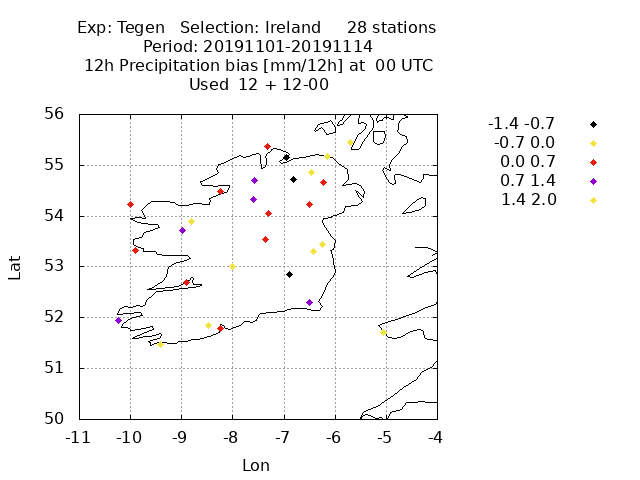 Exp: Tegen Selection: Ireland 28 stations
Period: 20191101-20191114
12h Precipitation bias [mm/12h] at 00 UTC
Used 12 + 12-00
-1.4 -0.7
-0.7 0.0
0.0 0.7
0.7 1.4
1.4 2.0
56
55
54
53
52
51
50
Lat
-11 -10 -9 -8 -7 -6 -5 -4
Lon